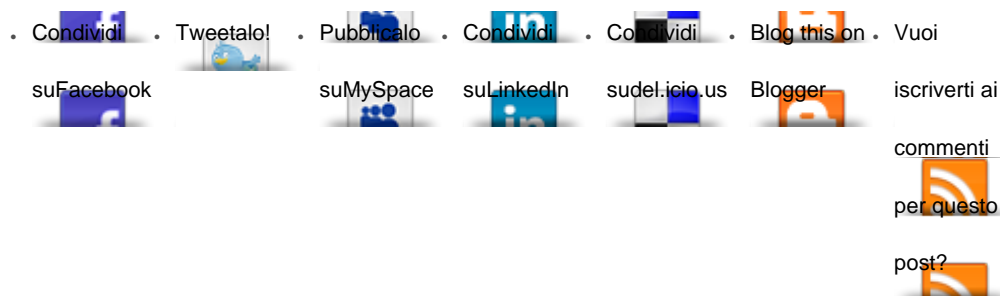 Condividi
suFacebook
Tweetalo!
Pubblicalo
suMySpace
Condividi
suLinkedIn
Condividi
sudel.icio.us
Blog this on
Blogger
Vuoi
iscriverti ai
commenti
per questo
post?